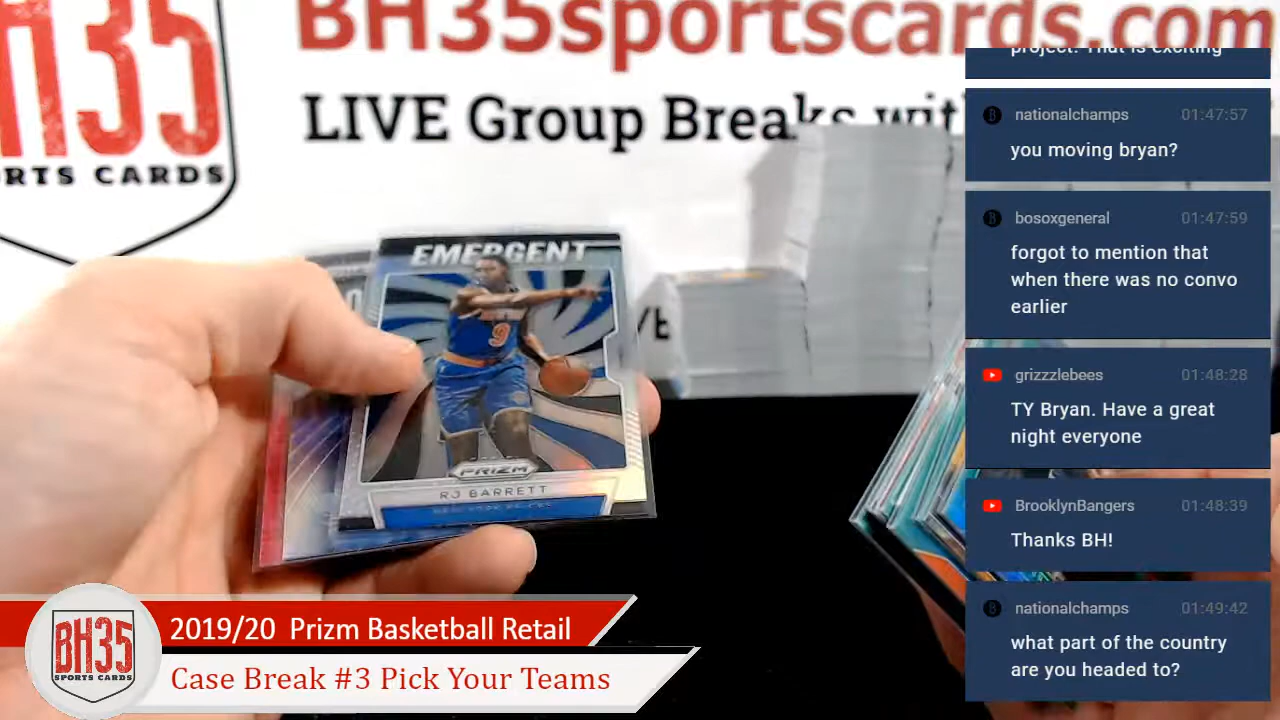 BH35sportscards.com
LIVE Group Breaks wit
H35
RTS CARDS
EMERGENT
9
PRIZM
RJ BARRETT
project! That is exciting
nationalchamps 01:47:57
you moving bryan?
bosoxgeneral 01:47:59
forgot to mention that
when there was no convo
earlier
grizzzlebees 01:48:28
TY Bryan. Have a great
night everyone
BrooklynBangers 01:48:39
Thanks BH!
nationalchamps 01:49:42
what part of the country
are you headed to?
BH35
SPORTS CARDS
2019/20 Prizm Basketball Retail
Case Break #3 Pick Your Teams